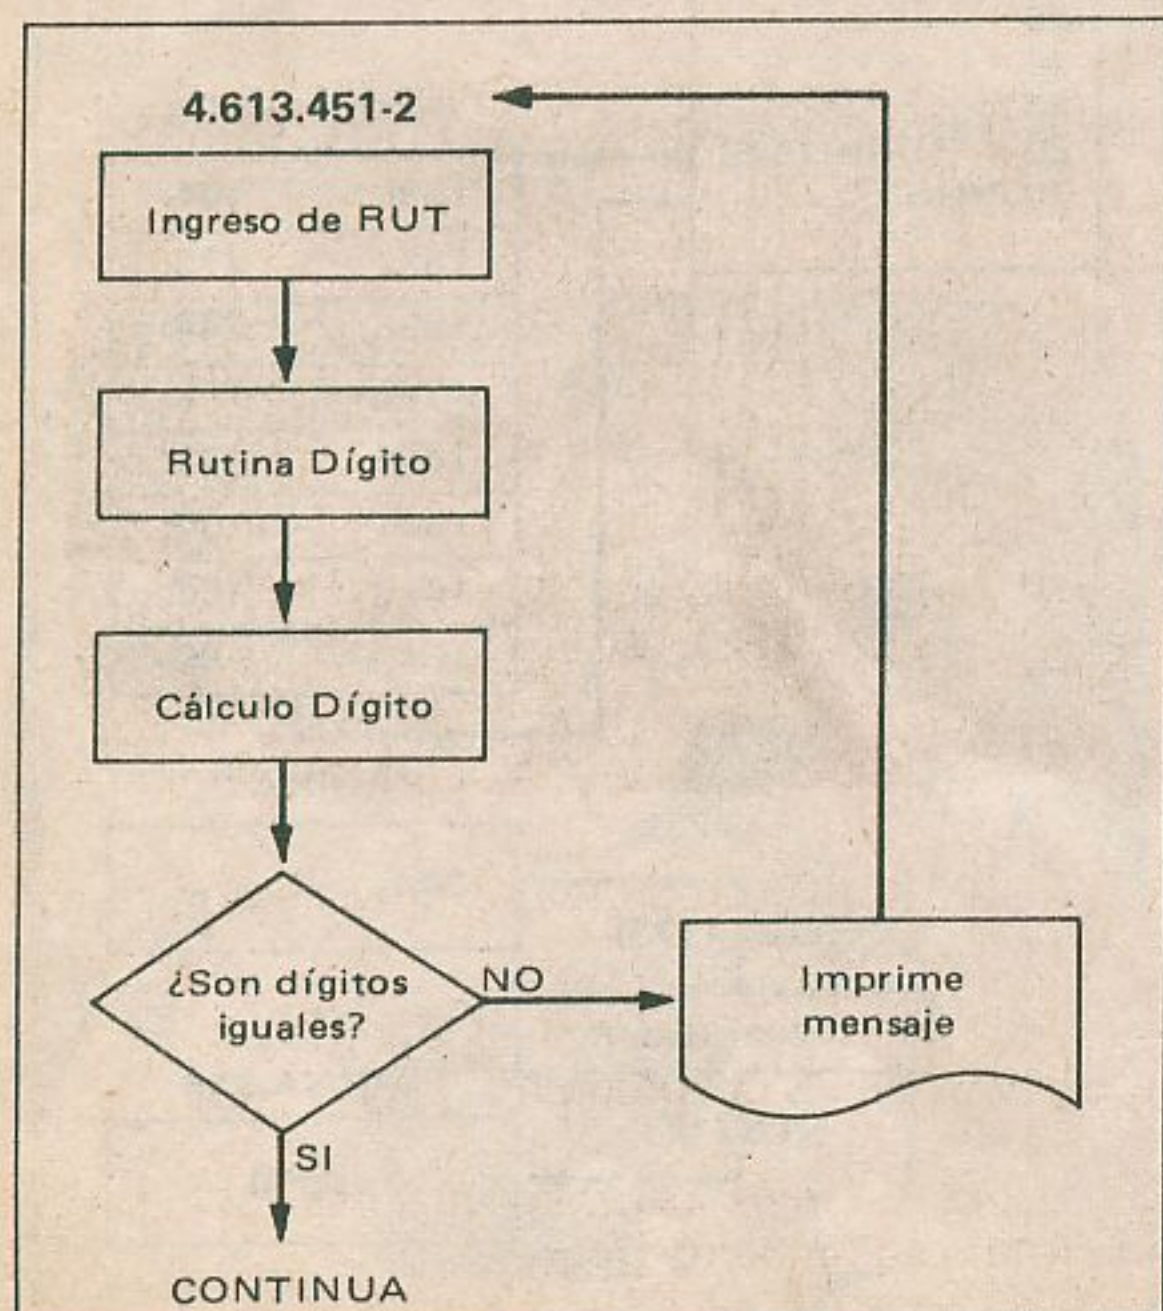 4.613.451-2
Ingreso de RUT
Rutina Dígito
Cálculo Dígito
¿Son dígitos
iguales?
NO
Imprime
mensaje
SI
CONTINUA